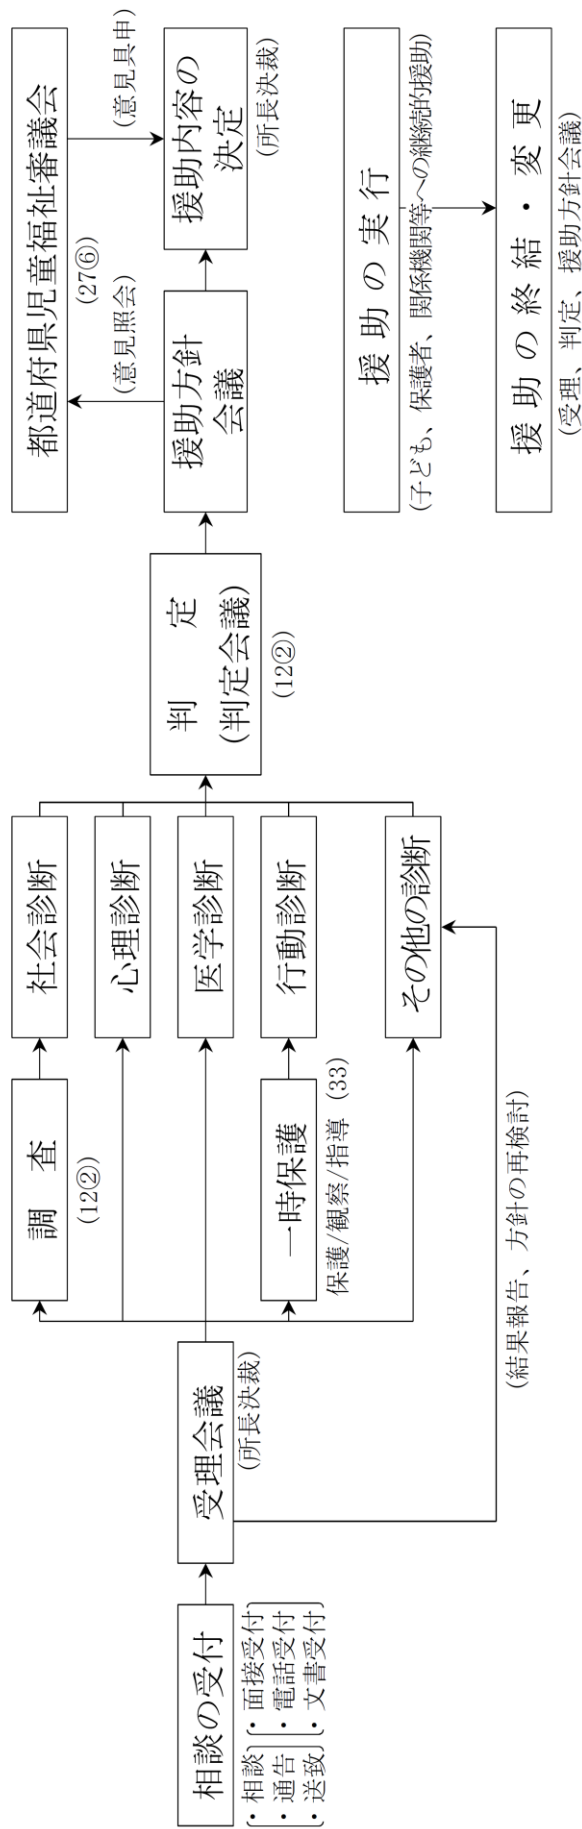 相談の受付
・相談
・通告
・送致
・面接受付
・電話受付
・文書受付
受理会議
(所長決裁)
(結果報告、方針の再検討)
調　査
(12②)
一時保護
保護/観察/指導 (33)
社会診断
心理診断
医学診断
行動診断
その他の診断
判　定
(判定会議)
(12②)
援助方針
会議
(意見照会)
都道府県児童福祉審議会
(27⑥)
(意見具申)
援助内容の
決定
(所長決裁)
援助の実行
(子ども、保護者、関係機関等への継続的援助)
援助の終結・変更
(受理、判定、援助方針会議)